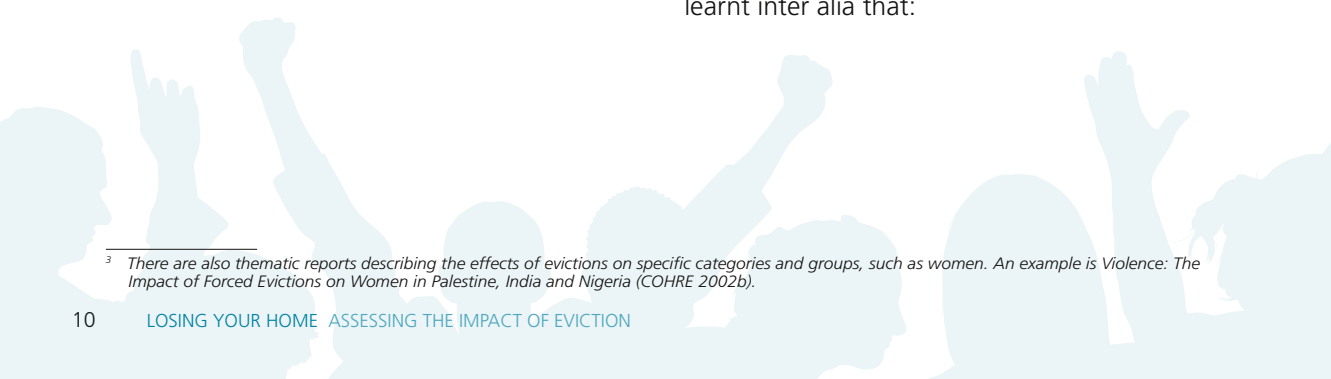 learnt inter alia that:
3 There are also thematic reports describing the effects of evictions on specific categories and groups, such as women. An example is Violence: The
Impact of Forced Evictions on Women in Palestine, India and Nigeria (COHRE 2002b).
10 LOSING YOUR HOME ASSESSING THE IMPACT OF EVICTION